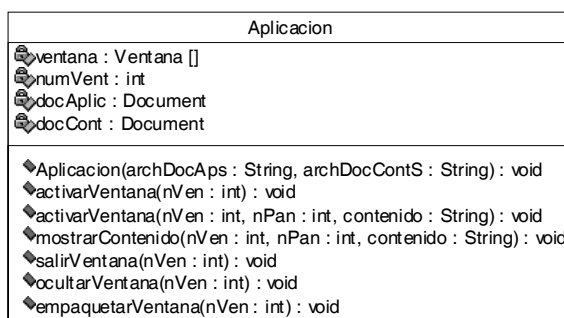 Aplicacion
ventana : Ventana []
numVent : int
docAplic : Document
docCont : Document
Aplicacion(archDocAps : String, archDocContS : String) : void
activarVentana(nVen : int) : void
activarVentana(nVen : int, nPan : int, contenido : String) : void
mostrarContenido(nVen : int, nPan : int, contenido : String) : void
salirVentana(nVen : int) : void
ocultarVentana(nVen : int) : void
empaquetarVentana(nVen : int) : void